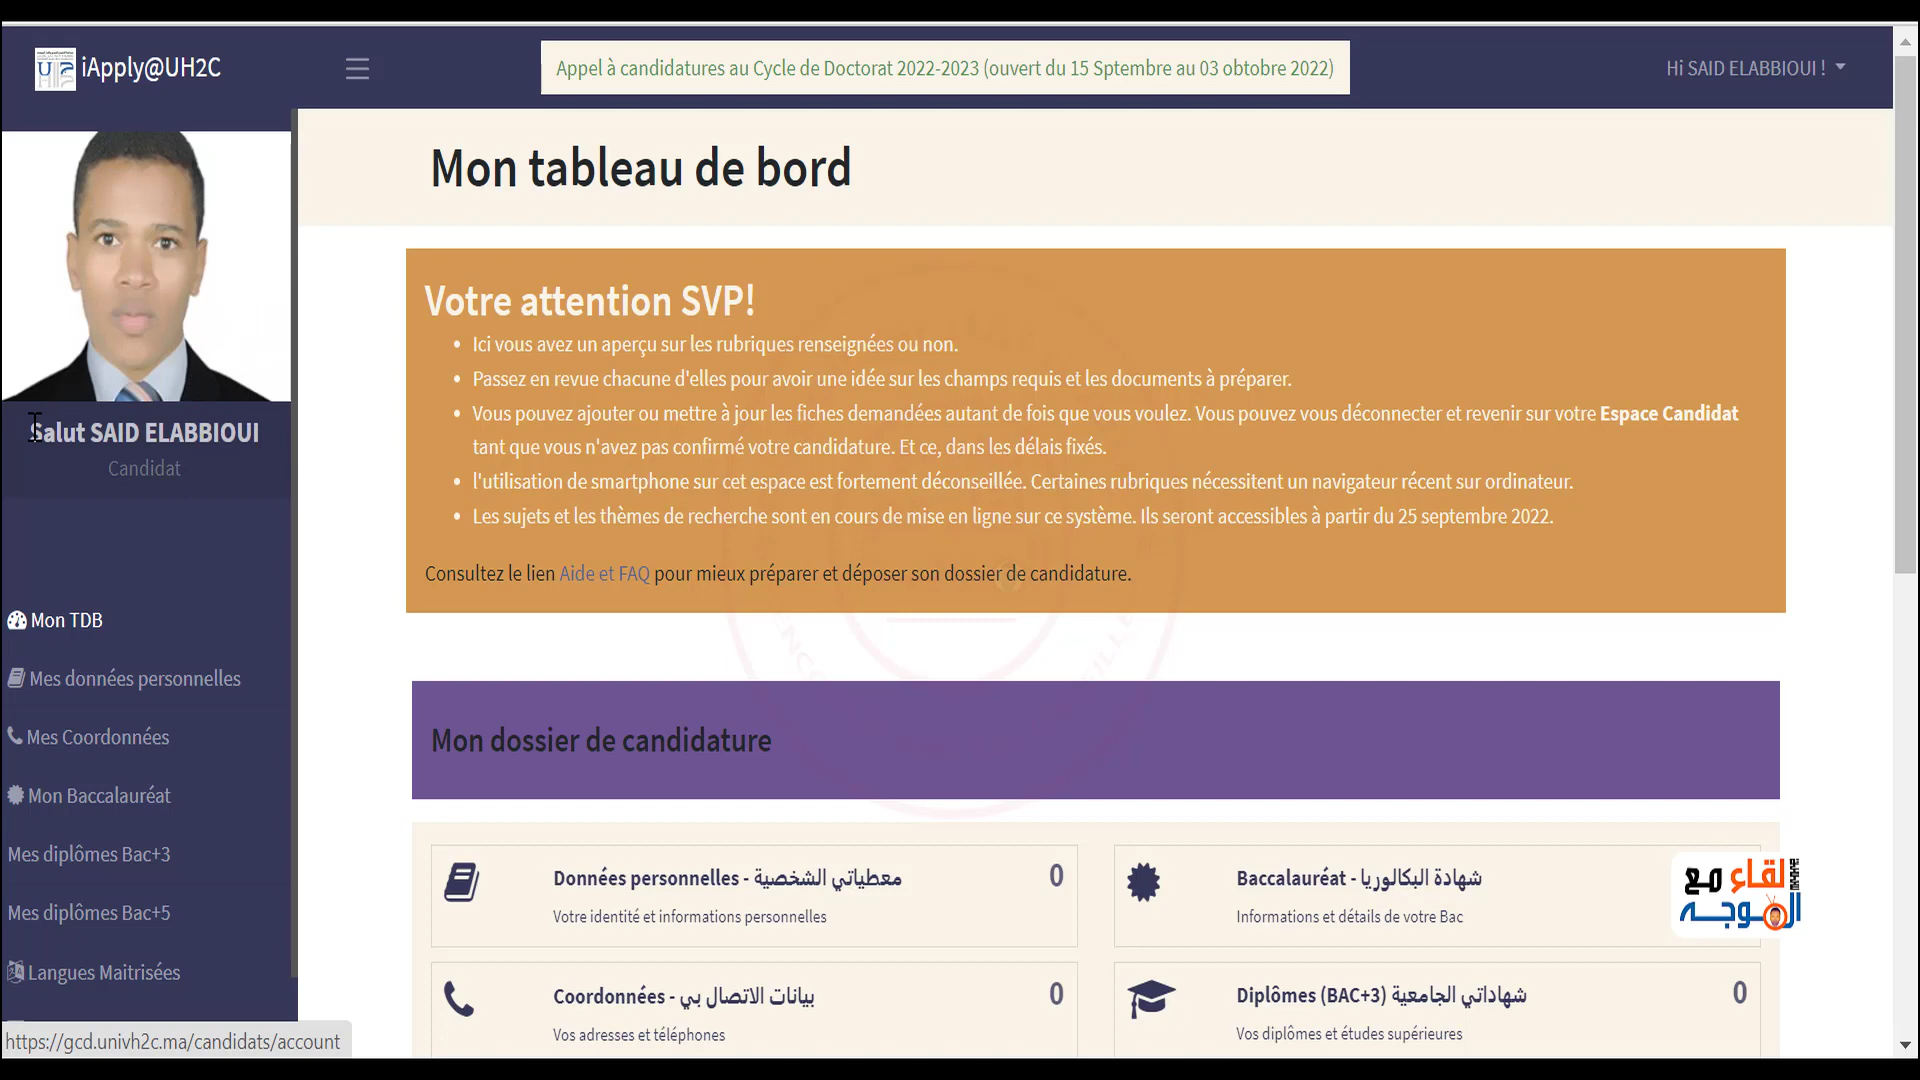 iApply@UH2C
Appel à candidatures au Cycle de Doctorat 2022-2023 (ouvert du 15 Sptembre au 03 obtobre 2022)
Hi SAID ELABBIOUI !
Salut SAID ELABBIOUI
Candidat
Mon TDB
Mes données personnelles
Mes Coordonnées
Mon Baccalauréat
Mes diplômes Bac+3
Mes diplômes Bac+5
Langues Maitrisées
https://gcd.univh2c.ma/candidats/account
Mon tableau de bord
Votre attention SVP!
Ici vous avez un aperçu sur les rubriques renseignées ou non.
Passez en revue chacune d'elles pour avoir une idée sur les champs requis et les documents à préparer.
Vous pouvez ajouter ou mettre à jour les fiches demandées autant de fois que vous voulez. Vous pouvez vous déconnecter et revenir sur votre Espace Candidat
tant que vous n'avez pas confirmé votre candidature. Et ce, dans les délais fixés.
l'utilisation de smartphone sur cet espace est fortement déconseillée. Certaines rubriques nécessitent un navigateur récent sur ordinateur.
Les sujets et les thèmes de recherche sont en cours de mise en ligne sur ce système. Ils seront accessibles à partir du 25 septembre 2022.
Consultez le lien Aide et FAQ pour mieux préparer et déposer son dossier de candidature.
Mon dossier de candidature
Données personnelles - معطياتي الشخصية 0
Votre identité et informations personnelles
Baccalauréat - شهادة البكالوريا
Informations et détails de votre Bac
Coordonnées - بيانات الاتصال بي 0
Vos adresses et téléphones
Diplômes (BAC+3) شهاداتي الجامعية 0
Vos diplômes et études supérieures
لقاء مع
الموجه